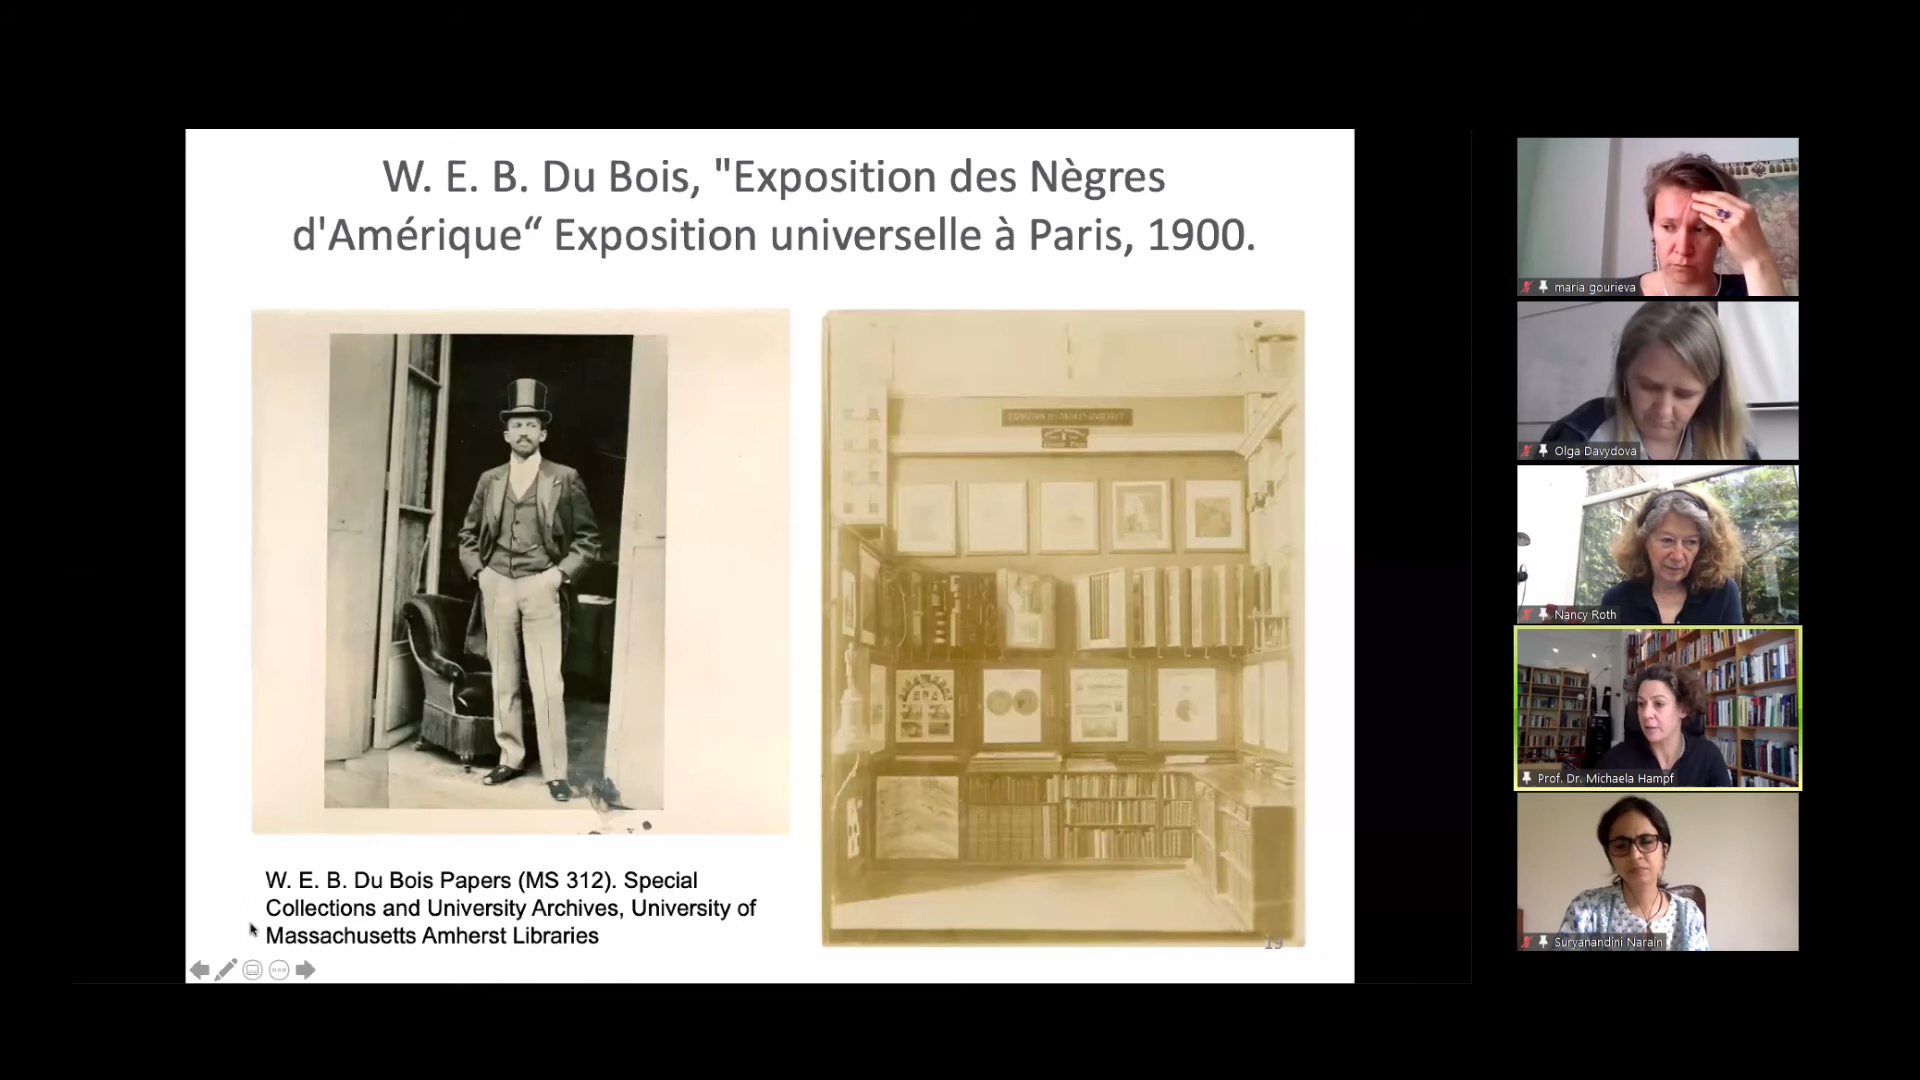 W. E. B. Du Bois, "Exposition des Nègres
d'Amérique“ Exposition universelle à Paris, 1900.
W. E. B. Du Bois Papers (MS 312). Special
Collections and University Archives, University of
Massachusetts Amherst Libraries
19
maria gourieva
Olga Davydova
Nancy Roth
Prof. Dr. Michaela Hampf
Suryanandini Narain